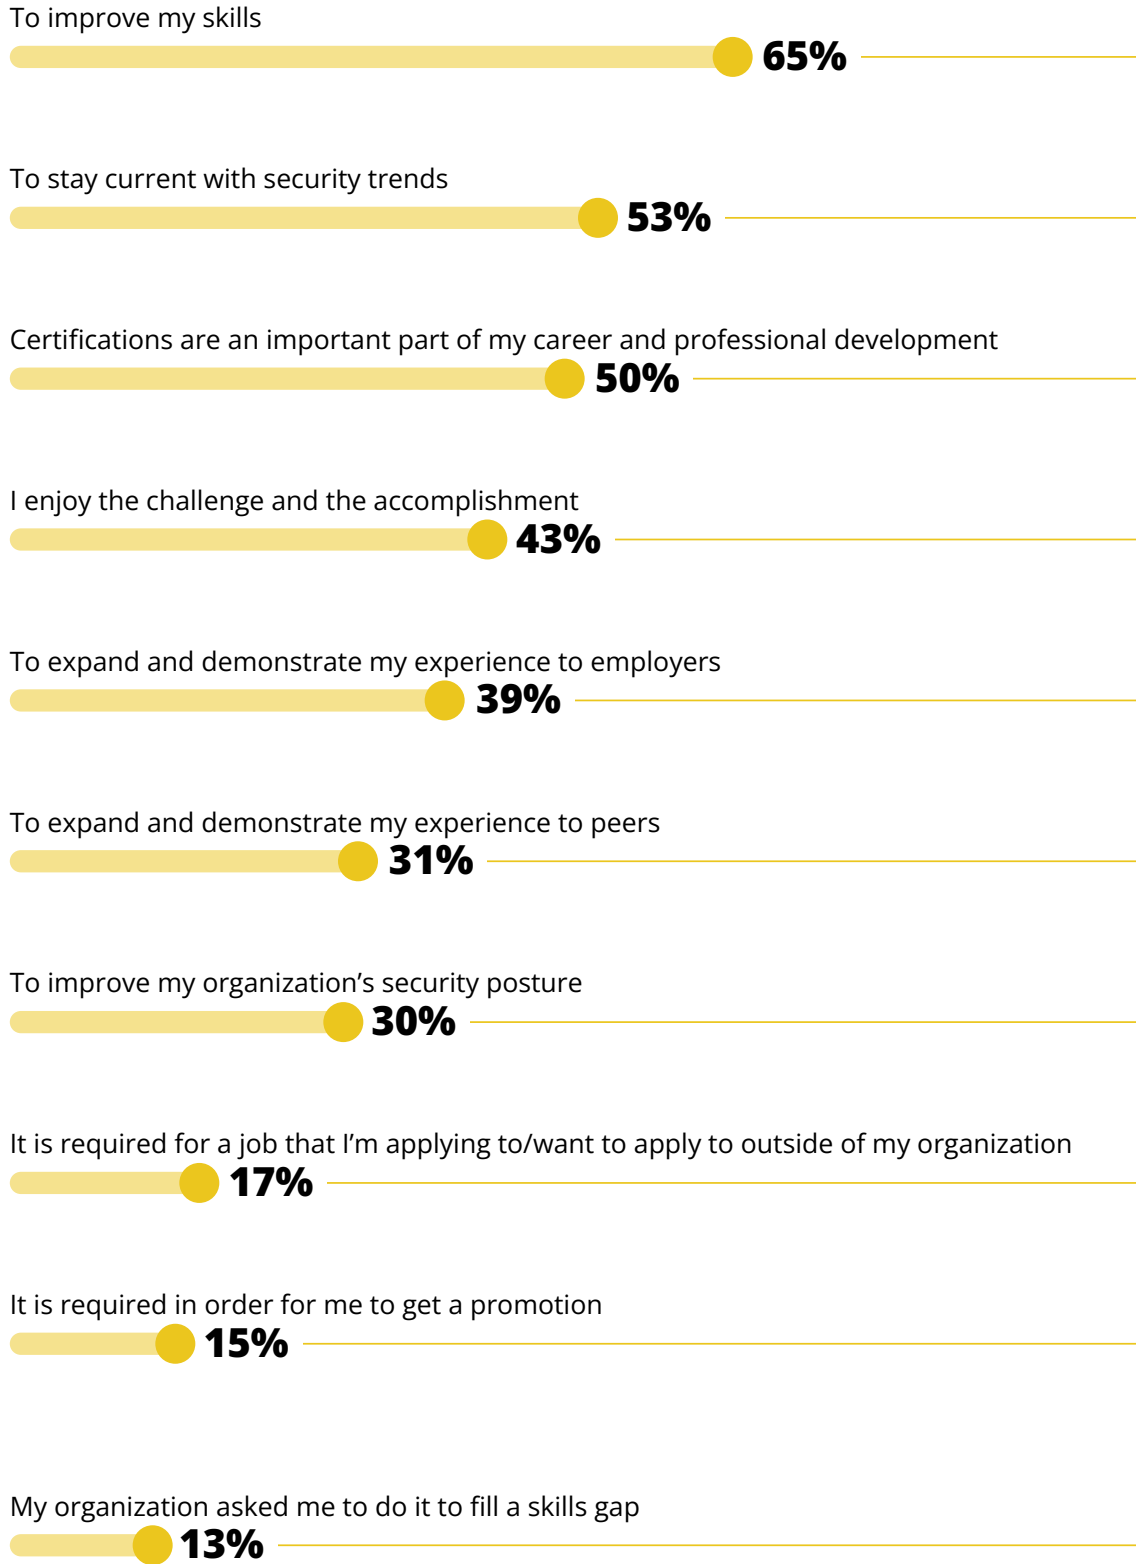 To improve my skills
65%
To stay current with security trends
53%
Certifications are an important part of my career and professional development
50%
I enjoy the challenge and the accomplishment
43%
To expand and demonstrate my experience to employers
39%
To expand and demonstrate my experience to peers
31%
To improve my organization’s security posture
30%
It is required for a job that I’m applying to/want to apply to outside of my organization
17%
It is required in order for me to get a promotion
15%
My organization asked me to do it to fill a skills gap
13%